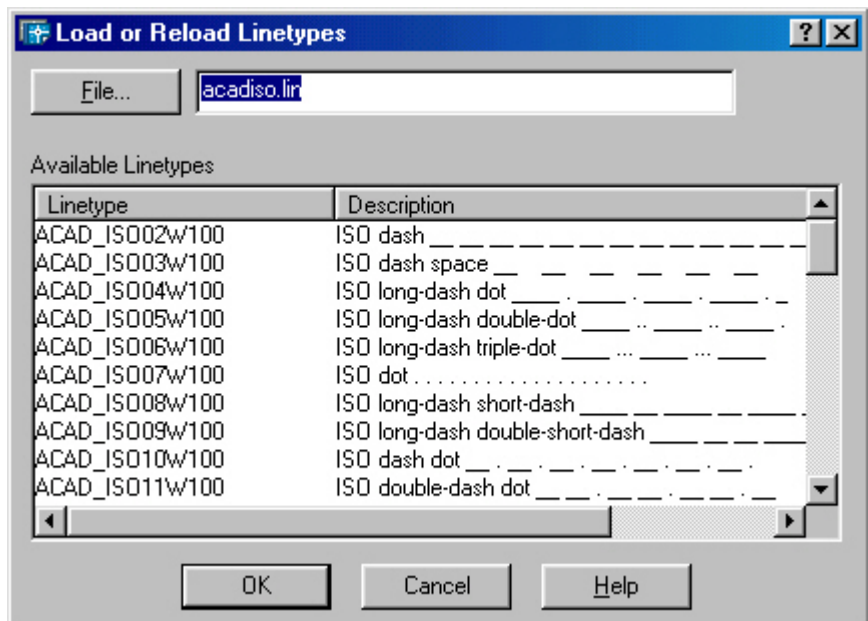 Load or Reload Linetypes
File...
acadiso.lin
Available Linetypes
Linetype Description
ACAD_ISO02W100 ISO dash __ __ __ __ __ __ __ __ __ __ __ __ __
ACAD_ISO03W100 ISO dash space __ __ __ __ __ __
ACAD_ISO04W100 ISO long-dash dot ____ . ____ . ____ . ____ . _
ACAD_ISO05W100 ISO long-dash double-dot ____ .. ____ .. ____ .
ACAD_ISO06W100 ISO long-dash triple-dot ____ ... ____ ... ____
ACAD_ISO07W100 ISO dot . . . . . . . . . . . . . . . . . . . .
ACAD_ISO08W100 ISO long-dash short-dash ____ __ ____ __ ____ _
ACAD_ISO09W100 ISO long-dash double-short-dash ____ __ __ ____
ACAD_ISO10W100 ISO dash dot __ . __ . __ . __ . __ . __ . __ .
ACAD_ISO11W100 ISO double-dash dot __ __ . __ __ . __ __ . __
OK Cancel Help